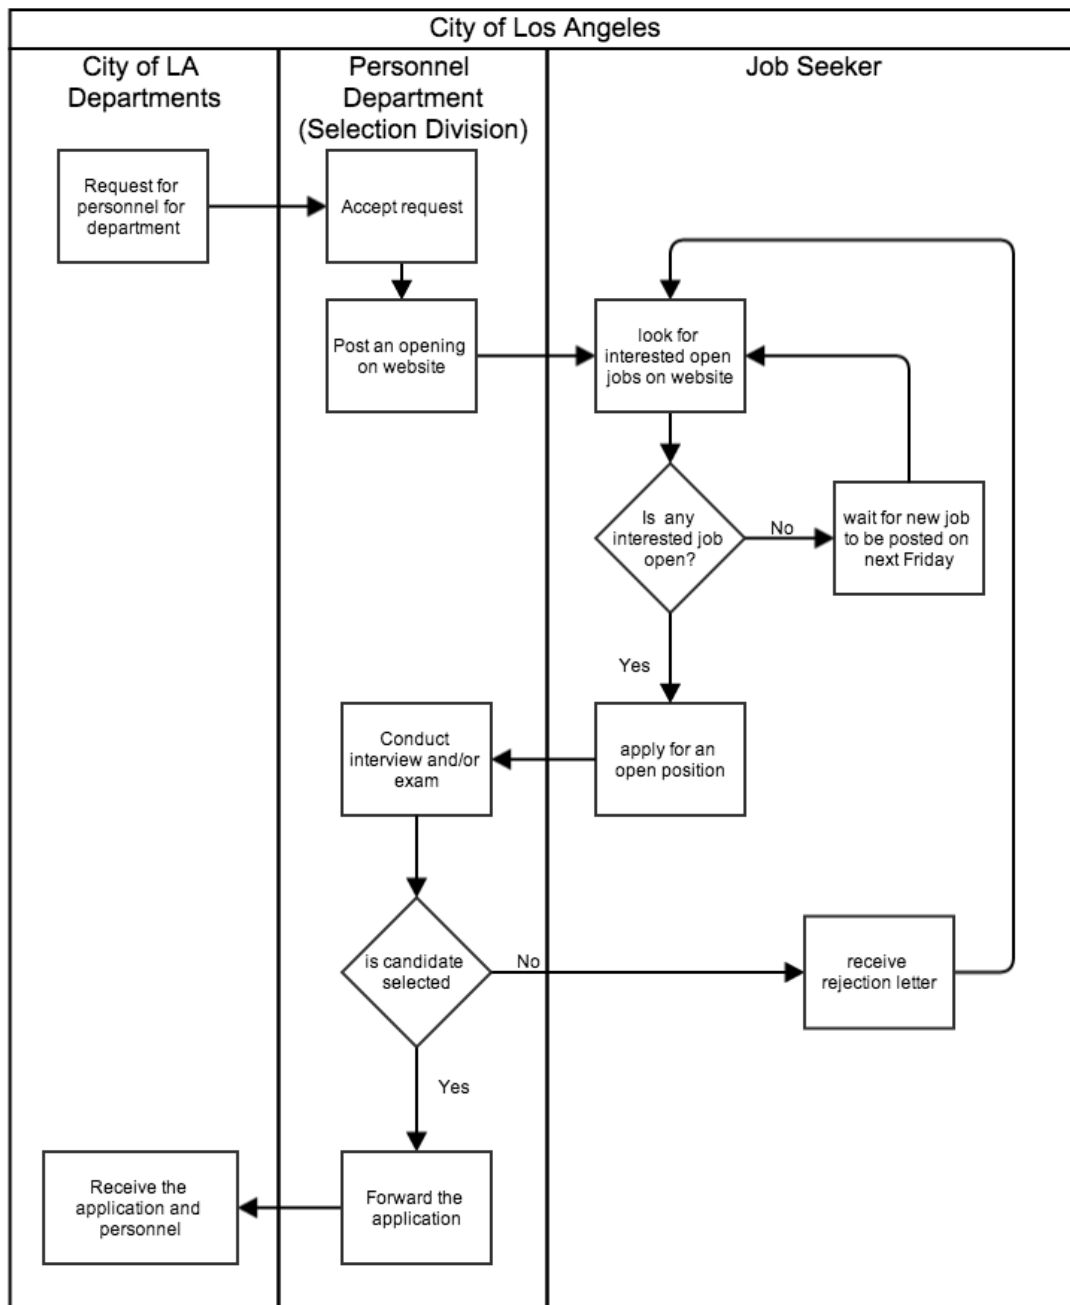 City of Los Angeles
City of LA
Departments
Personnel
Department
(Selection Division)
Job Seeker
Request for
personnel for
department
Accept request
Post an opening
on website
look for
interested open
jobs on website
Is any
interested job
open?
No
wait for new job
to be posted on
next Friday
Yes
apply for an
open position
Conduct
interview and/or
exam
is candidate
selected
No
receive
rejection letter
Yes
Forward the
application
Receive the
application and
personnel